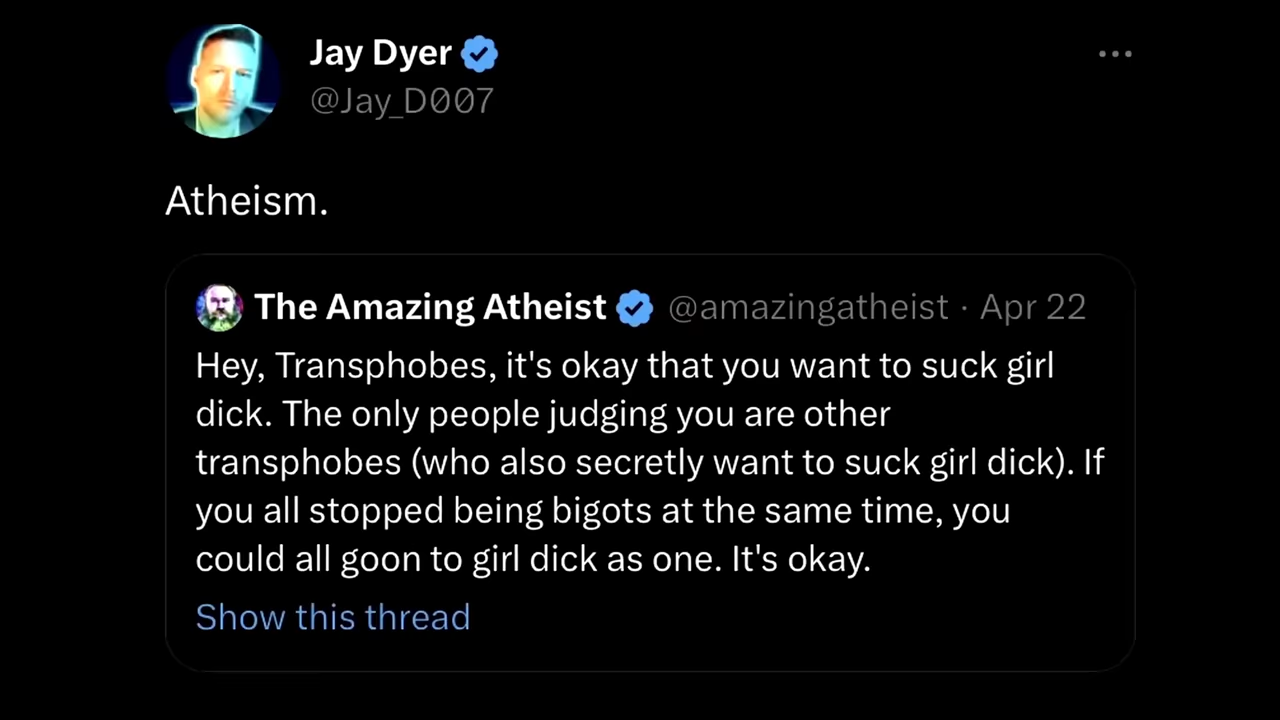 Jay Dyer
@Jay_D007
Atheism.
The Amazing Atheist @amazingatheist · Apr 22
Hey, Transphobes, it's okay that you want to suck girl
dick. The only people judging you are other
transphobes (who also secretly want to suck girl dick). If
you all stopped being bigots at the same time, you
could all goon to girl dick as one. It's okay.
Show this thread